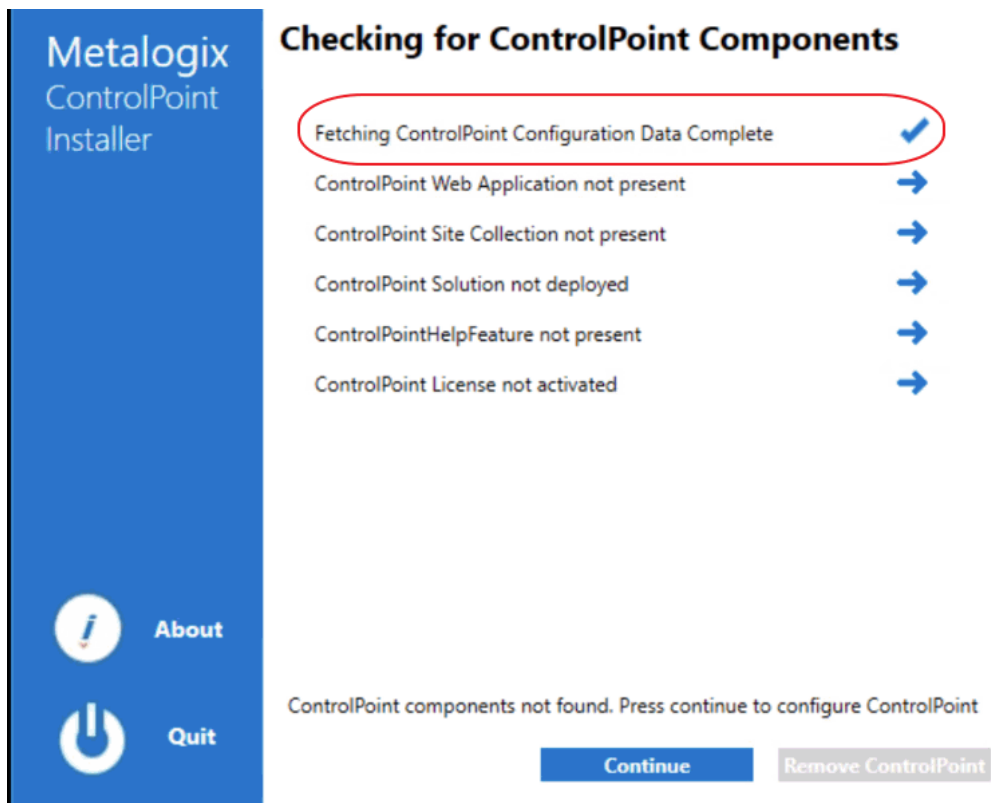 Metalogix
ControlPoint
Installer
Checking for ControlPoint Components
Fetching ControlPoint Configuration Data Complete
ControlPoint Web Application not present
ControlPoint Site Collection not present
ControlPoint Solution not deployed
ControlPointHelpFeature not present
ControlPoint License not activated
About
Quit
ControlPoint components not found. Press continue to configure ControlPoint
Continue
Remove ControlPoint